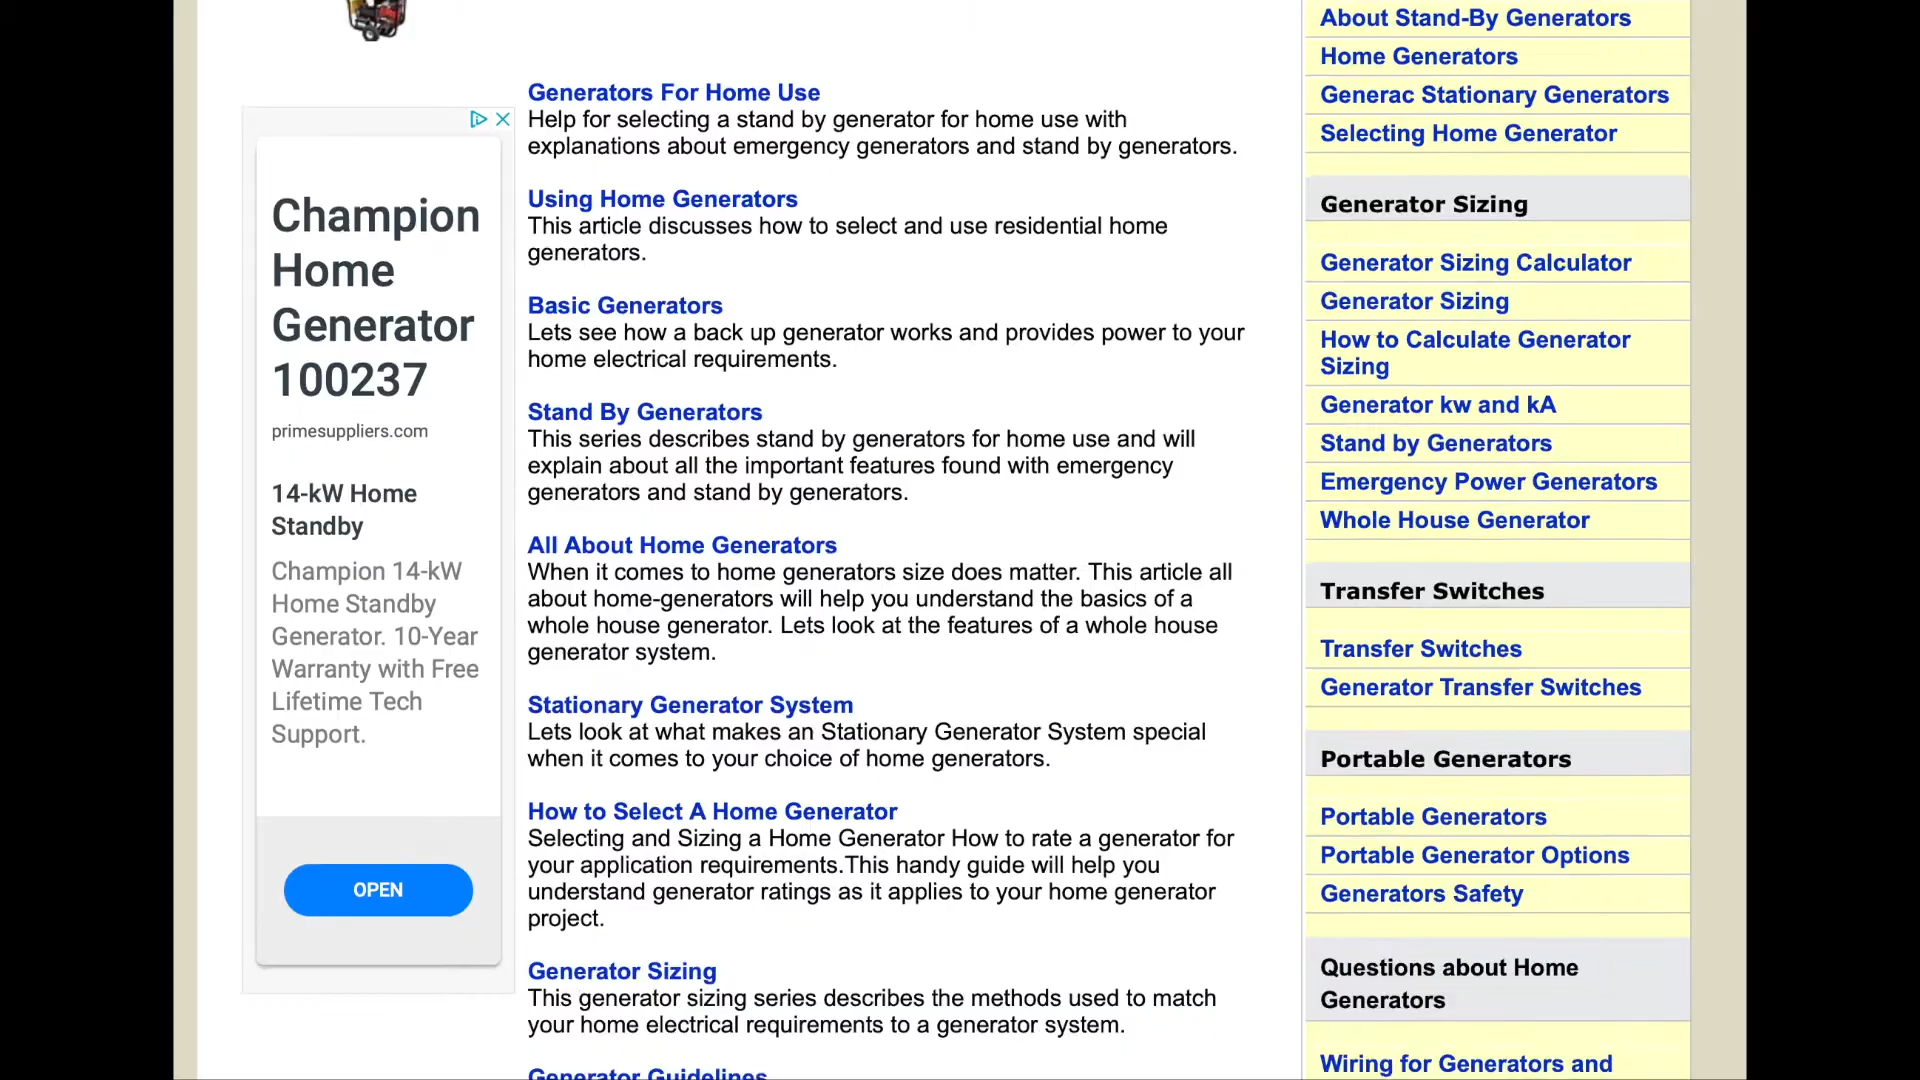 Champion
Home
Generator
100237
primesuppliers.com
14-kW Home
Standby
Champion 14-kW
Home Standby
Generator. 10-Year
Warranty with Free
Lifetime Tech
Support.
OPEN
Generators For Home Use
Help for selecting a stand by generator for home use with
explanations about emergency generators and stand by generators.
Using Home Generators
This article discusses how to select and use residential home
generators.
Basic Generators
Lets see how a back up generator works and provides power to your
home electrical requirements.
Stand By Generators
This series describes stand by generators for home use and will
explain about all the important features found with emergency
generators and stand by generators.
All About Home Generators
When it comes to home generators size does matter. This article all
about home-generators will help you understand the basics of a
whole house generator. Lets look at the features of a whole house
generator system.
Stationary Generator System
Lets look at what makes an Stationary Generator System special
when it comes to your choice of home generators.
How to Select A Home Generator
Selecting and Sizing a Home Generator How to rate a generator for
your application requirements.This handy guide will help you
understand generator ratings as it applies to your home generator
project.
Generator Sizing
This generator sizing series describes the methods used to match
your home electrical requirements to a generator system.
Generator Guidelines
About Stand-By Generators
Home Generators
Generac Stationary Generators
Selecting Home Generator
Generator Sizing
Generator Sizing Calculator
Generator Sizing
How to Calculate Generator
Sizing
Generator kw and kA
Stand by Generators
Emergency Power Generators
Whole House Generator
Transfer Switches
Transfer Switches
Generator Transfer Switches
Portable Generators
Portable Generators
Portable Generator Options
Generators Safety
Questions about Home
Generators
Wiring for Generators and